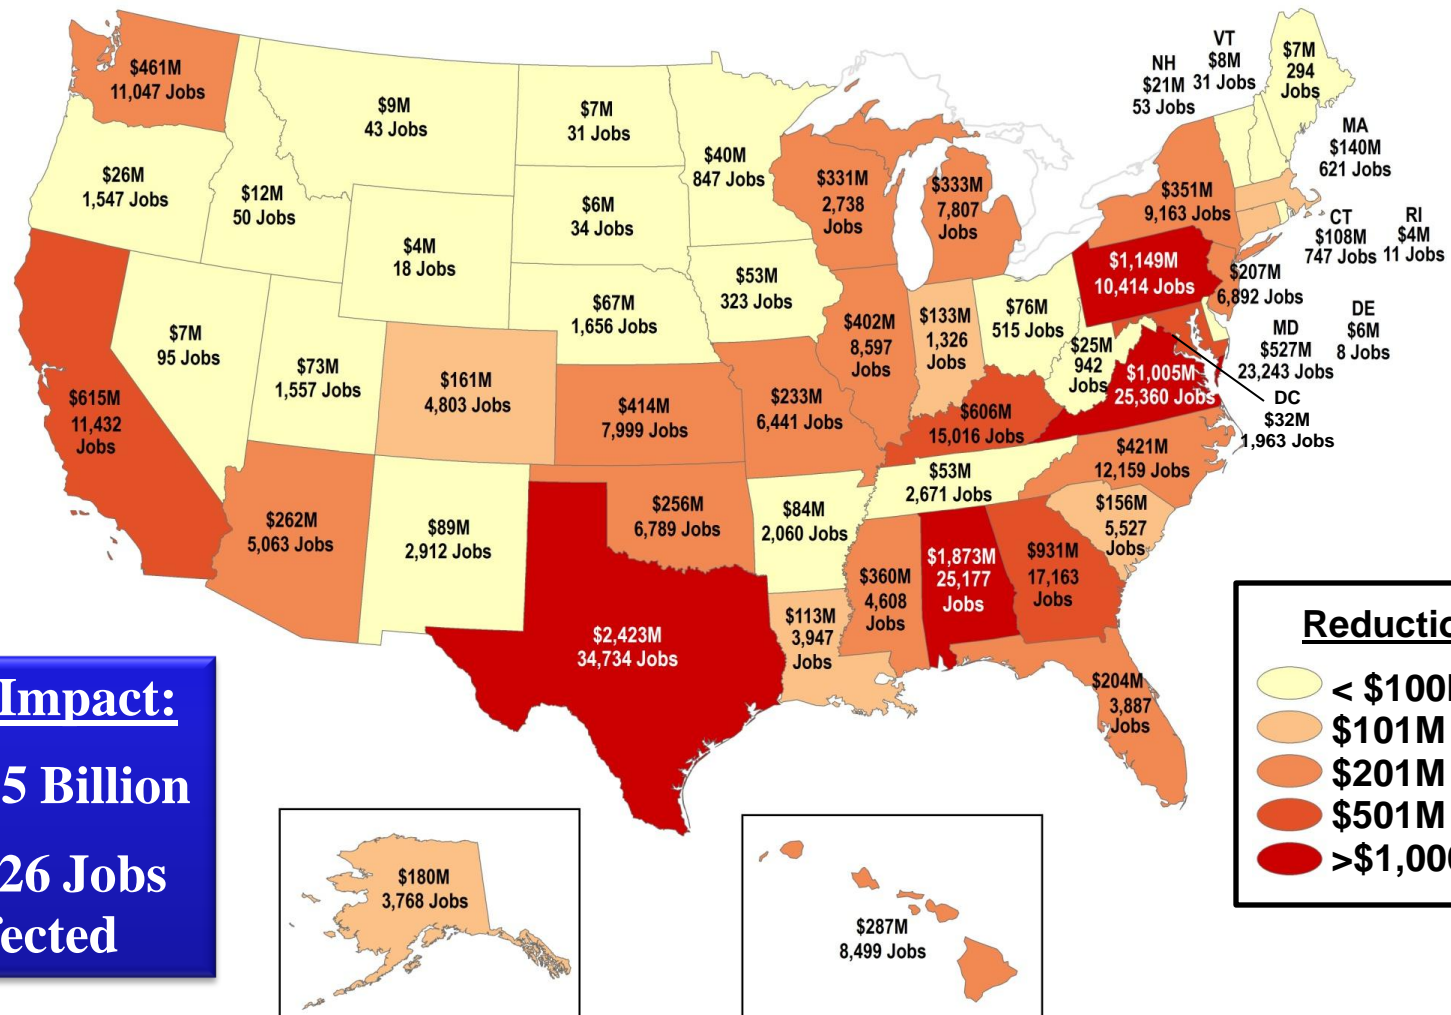 $461M
11,047 Jobs
$9M
43 Jobs
$7M
31 Jobs
$40M
847 Jobs
NH
$21M
53 Jobs
VT
$8M
31 Jobs
$7M
294
Jobs
MA
$140M
621 Jobs
$26M
1,547 Jobs
$12M
50 Jobs
$4M
18 Jobs
$6M
34 Jobs
$331M
2,738
Jobs
$333M
7,807
Jobs
$351M
9,163 Jobs
CT
$108M
747 Jobs
RI
$4M
11 Jobs
$7M
95 Jobs
$73M
1,557 Jobs
$67M
1,656 Jobs
$53M
323 Jobs
$402M
8,597
Jobs
$133M
1,326
Jobs
$76M
515 Jobs
$1,149M
10,414 Jobs
$207M
6,892 Jobs
DE
$6M
8 Jobs
MD
$527M
23,243 Jobs
DC
$32M
1,963 Jobs
$615M
11,432
Jobs
$161M
4,803 Jobs
$414M
7,999 Jobs
$233M
6,441 Jobs
$606M
15,016 Jobs
$25M
942
Jobs
$1,005M
25,360 Jobs
$421M
12,159 Jobs
$53M
2,671 Jobs
$156M
5,527
Jobs
$262M
5,063 Jobs
$89M
2,912 Jobs
$256M
6,789 Jobs
$84M
2,060 Jobs
$360M
4,608
Jobs
$1,873M
25,177
Jobs
$931M
17,163
Jobs
$2,423M
34,734 Jobs
$113M
3,947
Jobs
$204M
3,887
Jobs
$180M
3,768 Jobs
$287M
8,499 Jobs
Impact:
5 Billion
26 Jobs
ected
Reductio
< $100
$101M
$201M
$501M
>$1,00